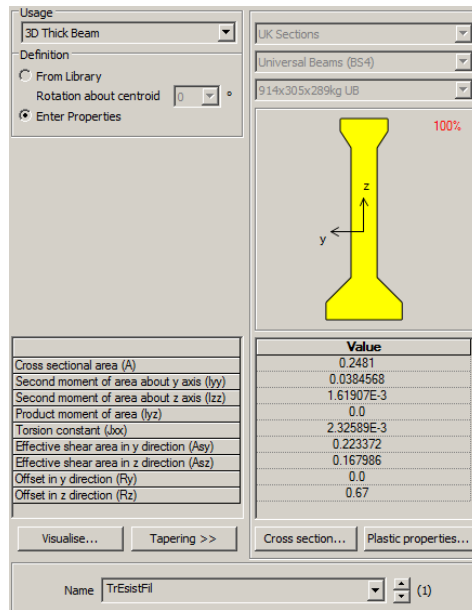 Usage
3D Thick Beam
Definition
From Library
Rotation about centroid 0 °
Enter Properties
UK Sections
Universal Beams (BS4)
914x305x289kg UB
100%
z
y
Value
Cross sectional area (A) 0.2481
Second moment of area about y axis (Iyy) 0.0384568
Second moment of area about z axis (Izz) 1.61907E-3
Product moment of area (Iyz) 0.0
Torsion constant (Jxx) 2.32589E-3
Effective shear area in y direction (Asy) 0.223372
Effective shear area in z direction (Asz) 0.167986
Offset in y direction (Ry) 0.0
Offset in z direction (Rz) 0.67
Visualise... Tapering >> Cross section... Plastic properties...
Name TrEsistFil (1)